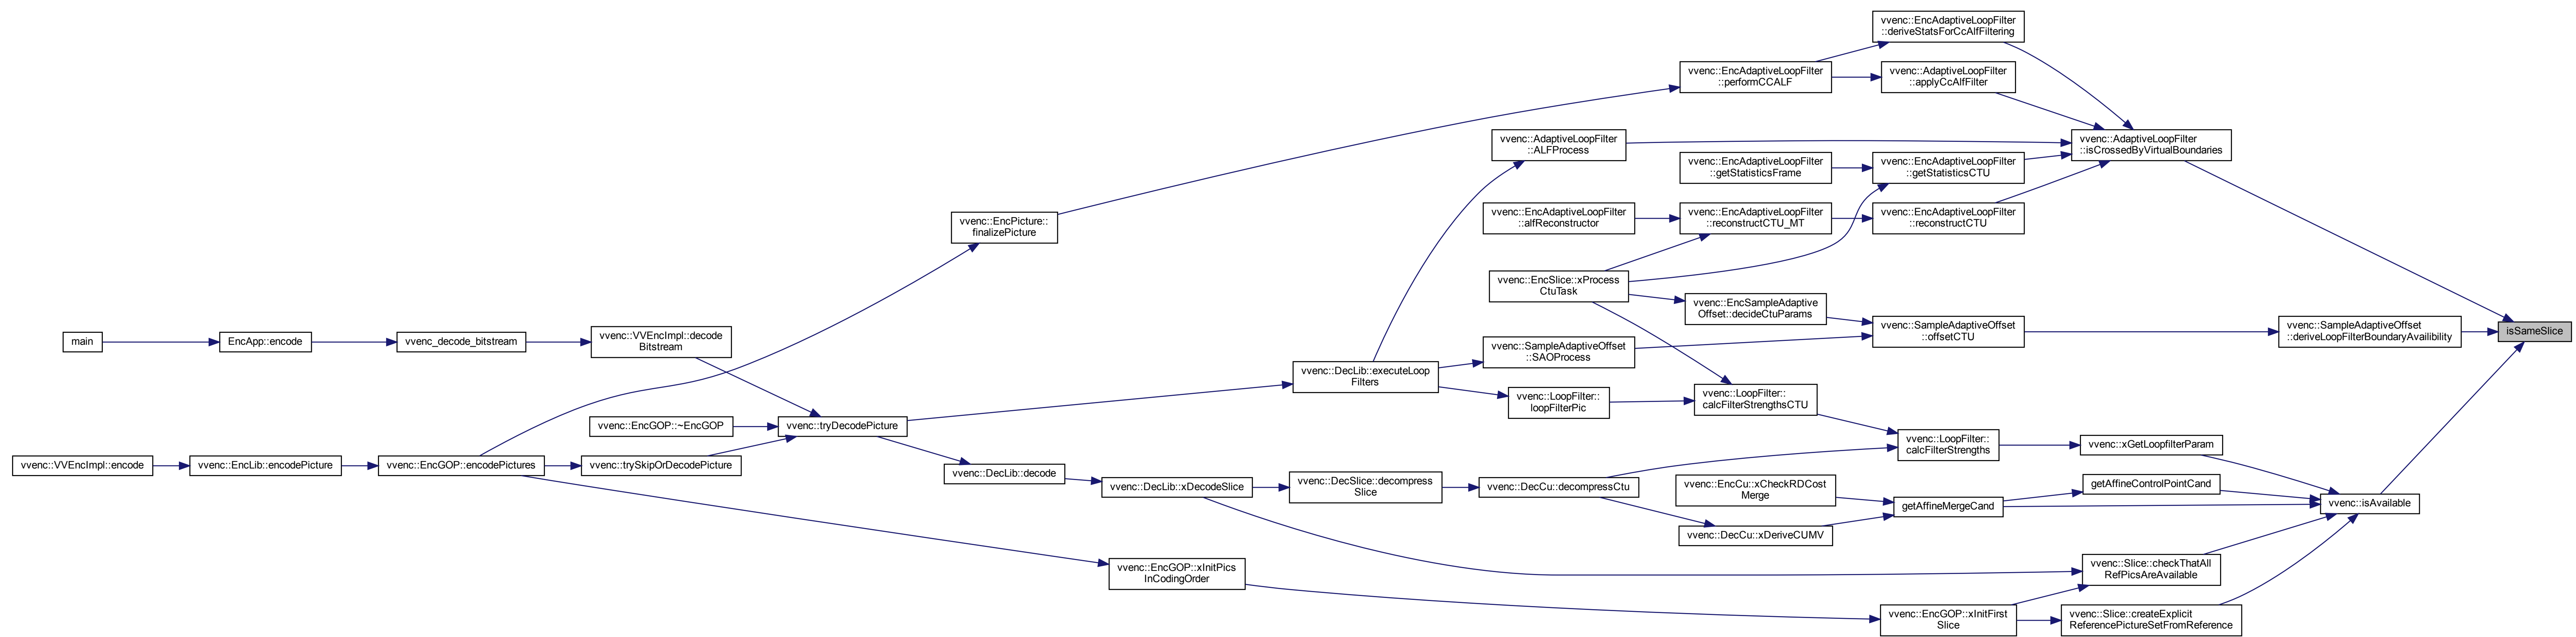 vvenc::EncAdaptiveLoopFilter
::deriveStatsForCcAlfFiltering
vvenc::EncAdaptiveLoopFilter
::performCCALF
vvenc::AdaptiveLoopFilter
::applyCcAlfFilter
vvenc::AdaptiveLoopFilter
::ALFProcess
vvenc::AdaptiveLoopFilter
::isCrossedByVirtualBoundaries
vvenc::EncAdaptiveLoopFilter
::getStatisticsFrame
vvenc::EncAdaptiveLoopFilter
::getStatisticsCTU
vvenc::EncAdaptiveLoopFilter
::alfReconstructor
vvenc::EncAdaptiveLoopFilter
::reconstructCTU_MT
vvenc::EncAdaptiveLoopFilter
::reconstructCTU
vvenc::EncPicture::
finalizePicture
vvenc::EncSlice::xProcess
CtuTask
vvenc::EncSampleAdaptive
Offset::decideCtuParams
main
EncApp::encode
vvenc_decode_bitstream
vvenc::VVEncImpl::decode
Bitstream
vvenc::SampleAdaptiveOffset
::SAOProcess
vvenc::SampleAdaptiveOffset
::offsetCTU
vvenc::SampleAdaptiveOffset
::deriveLoopFilterBoundaryAvailibility
isSameSlice
vvenc::DecLib::executeLoop
Filters
vvenc::LoopFilter::
loopFilterPic
vvenc::LoopFilter::
calcFilterStrengthsCTU
vvenc::EncGOP::~EncGOP
vvenc::tryDecodePicture
vvenc::LoopFilter::
calcFilterStrengths
vvenc::xGetLoopfilterParam
vvenc::VVEncImpl::encode
vvenc::EncLib::encodePicture
vvenc::EncGOP::encodePictures
vvenc::trySkipOrDecodePicture
vvenc::DecLib::decode
vvenc::DecLib::xDecodeSlice
vvenc::DecSlice::decompress
Slice
vvenc::DecCu::decompressCtu
vvenc::EncCu::xCheckRDCost
Merge
getAffineMergeCand
getAffineControlPointCand
vvenc::isAvailable
vvenc::DecCu::xDeriveCUMV
vvenc::EncGOP::xInitPics
InCodingOrder
vvenc::Slice::checkThatAll
RefPicsAreAvailable
vvenc::EncGOP::xInitFirst
Slice
vvenc::Slice::createExplicit
ReferencePictureSetFromReference